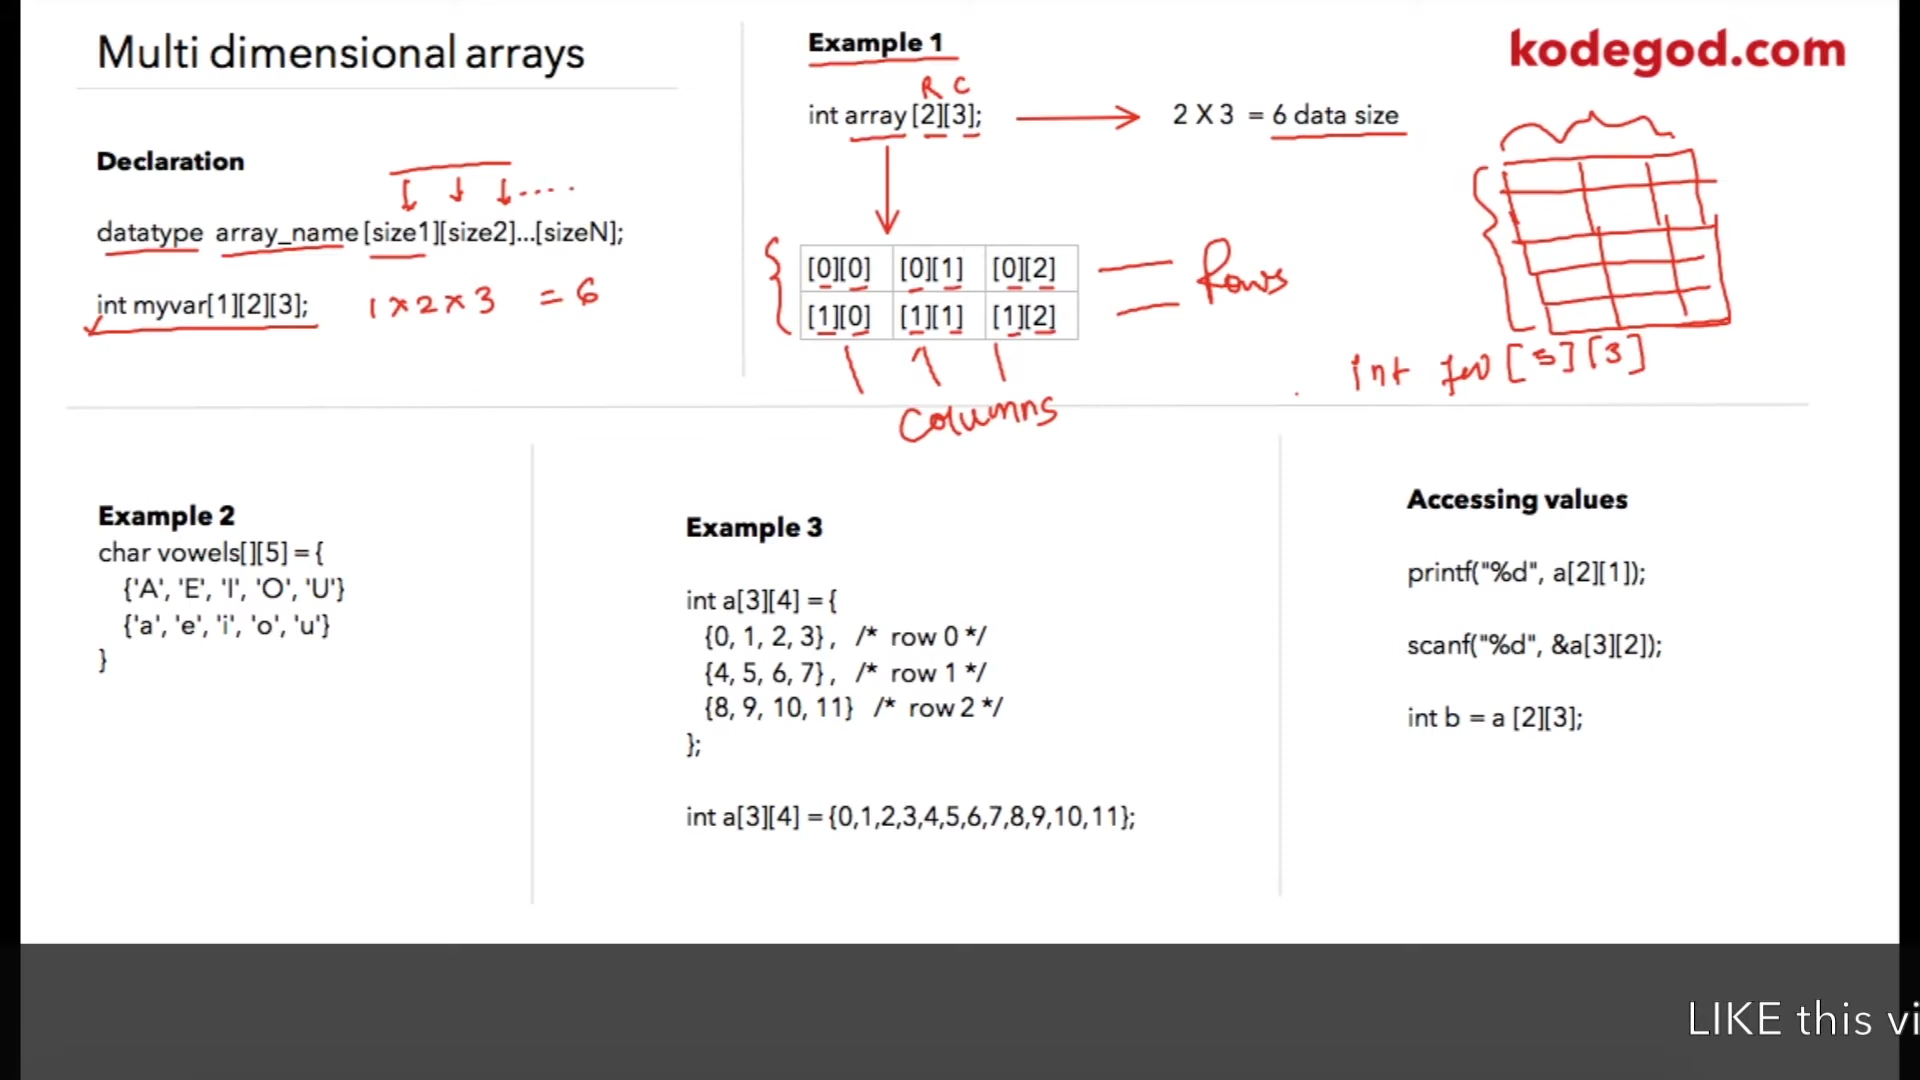 Multi dimensional arrays
Declaration
datatype array_name [size1][size2]...[sizeN];
int myvar[1][2][3]; 1 x 2 x 3 = 6
Example 1
R C
int array [2][3]; 2 X 3 = 6 data size
[0][0] [0][1] [0][2]
[1][0] [1][1] [1][2]
Rows
Columns
kodegod.com
int [5][3]
Example 2
char vowels[][5] = {
{'A', 'E', 'I', 'O', 'U'}
{'a', 'e', 'i', 'o', 'u'}
}
Example 3
int a[3][4] = {
{0, 1, 2, 3} , /* row 0 */
{4, 5, 6, 7} , /* row 1 */
{8, 9, 10, 11} /* row 2 */
};
int a[3][4] = {0,1,2,3,4,5,6,7,8,9,10,11};
Accessing values
printf("%d", a[2][1]);
scanf("%d", &a[3][2]);
int b = a [2][3];
LIKE this vi